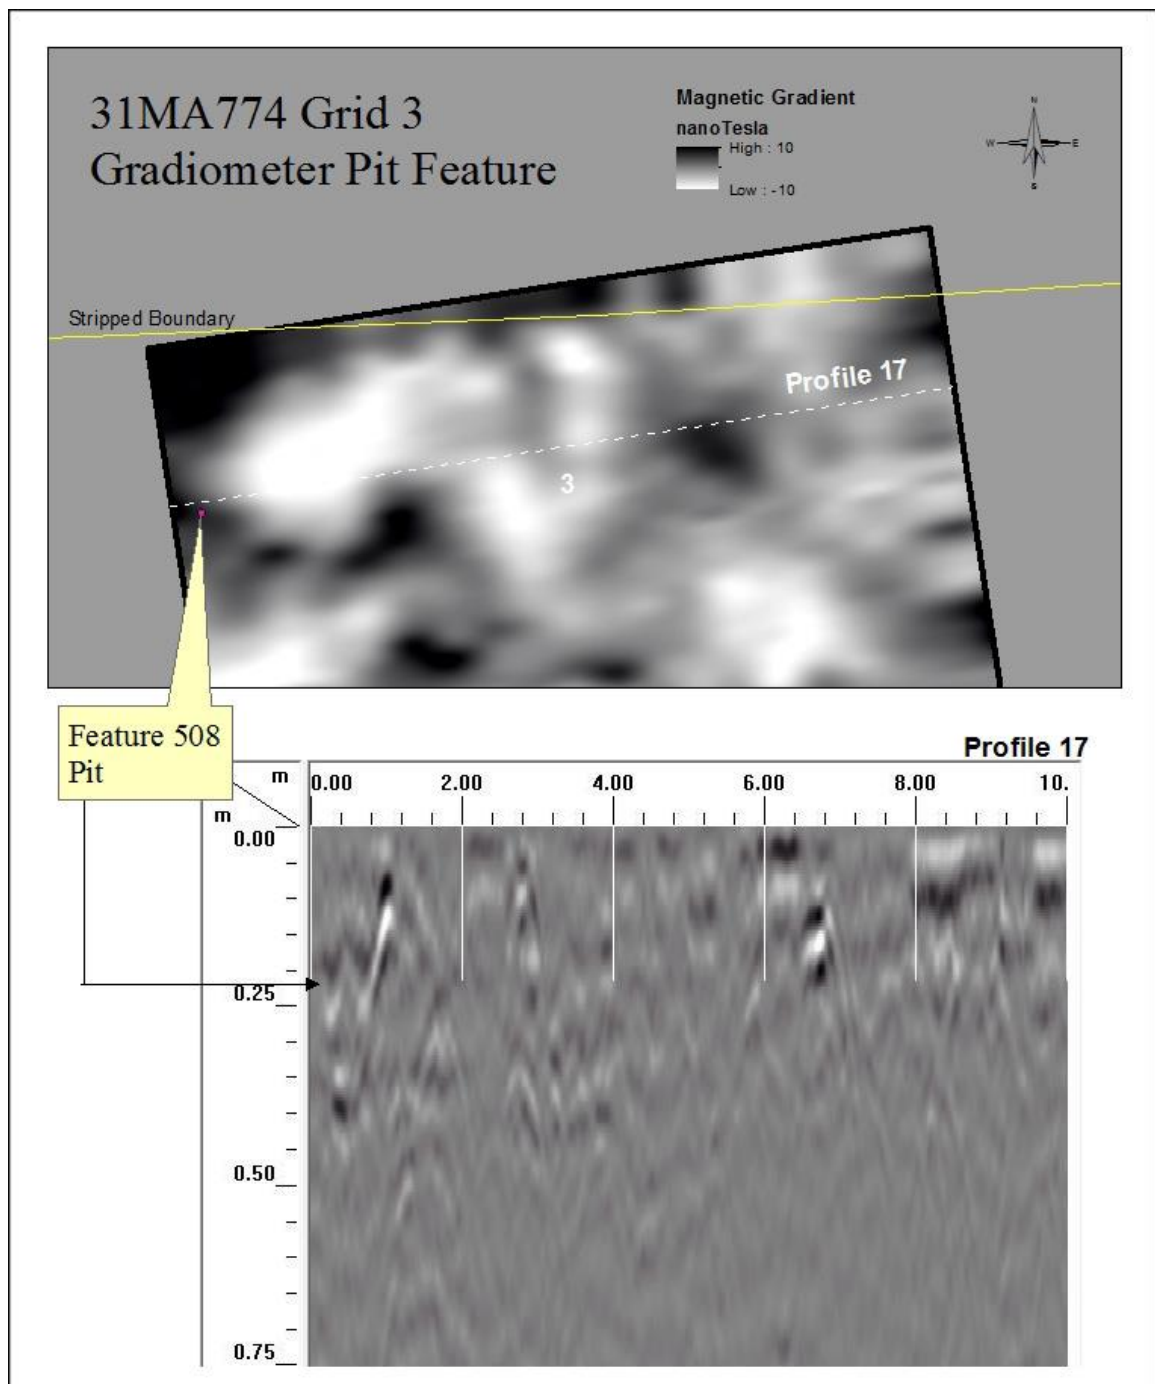 31MA774 Grid 3
Gradiometer Pit Feature
Magnetic Gradient
nanoTesla
High : 10
Low : -10
N
W
E
S
Stripped Boundary
Profile 17
3
Feature 508
Pit
Profile 17
m
0.00 2.00 4.00 6.00 8.00 10.
m
0.00
0.25
0.50
0.75